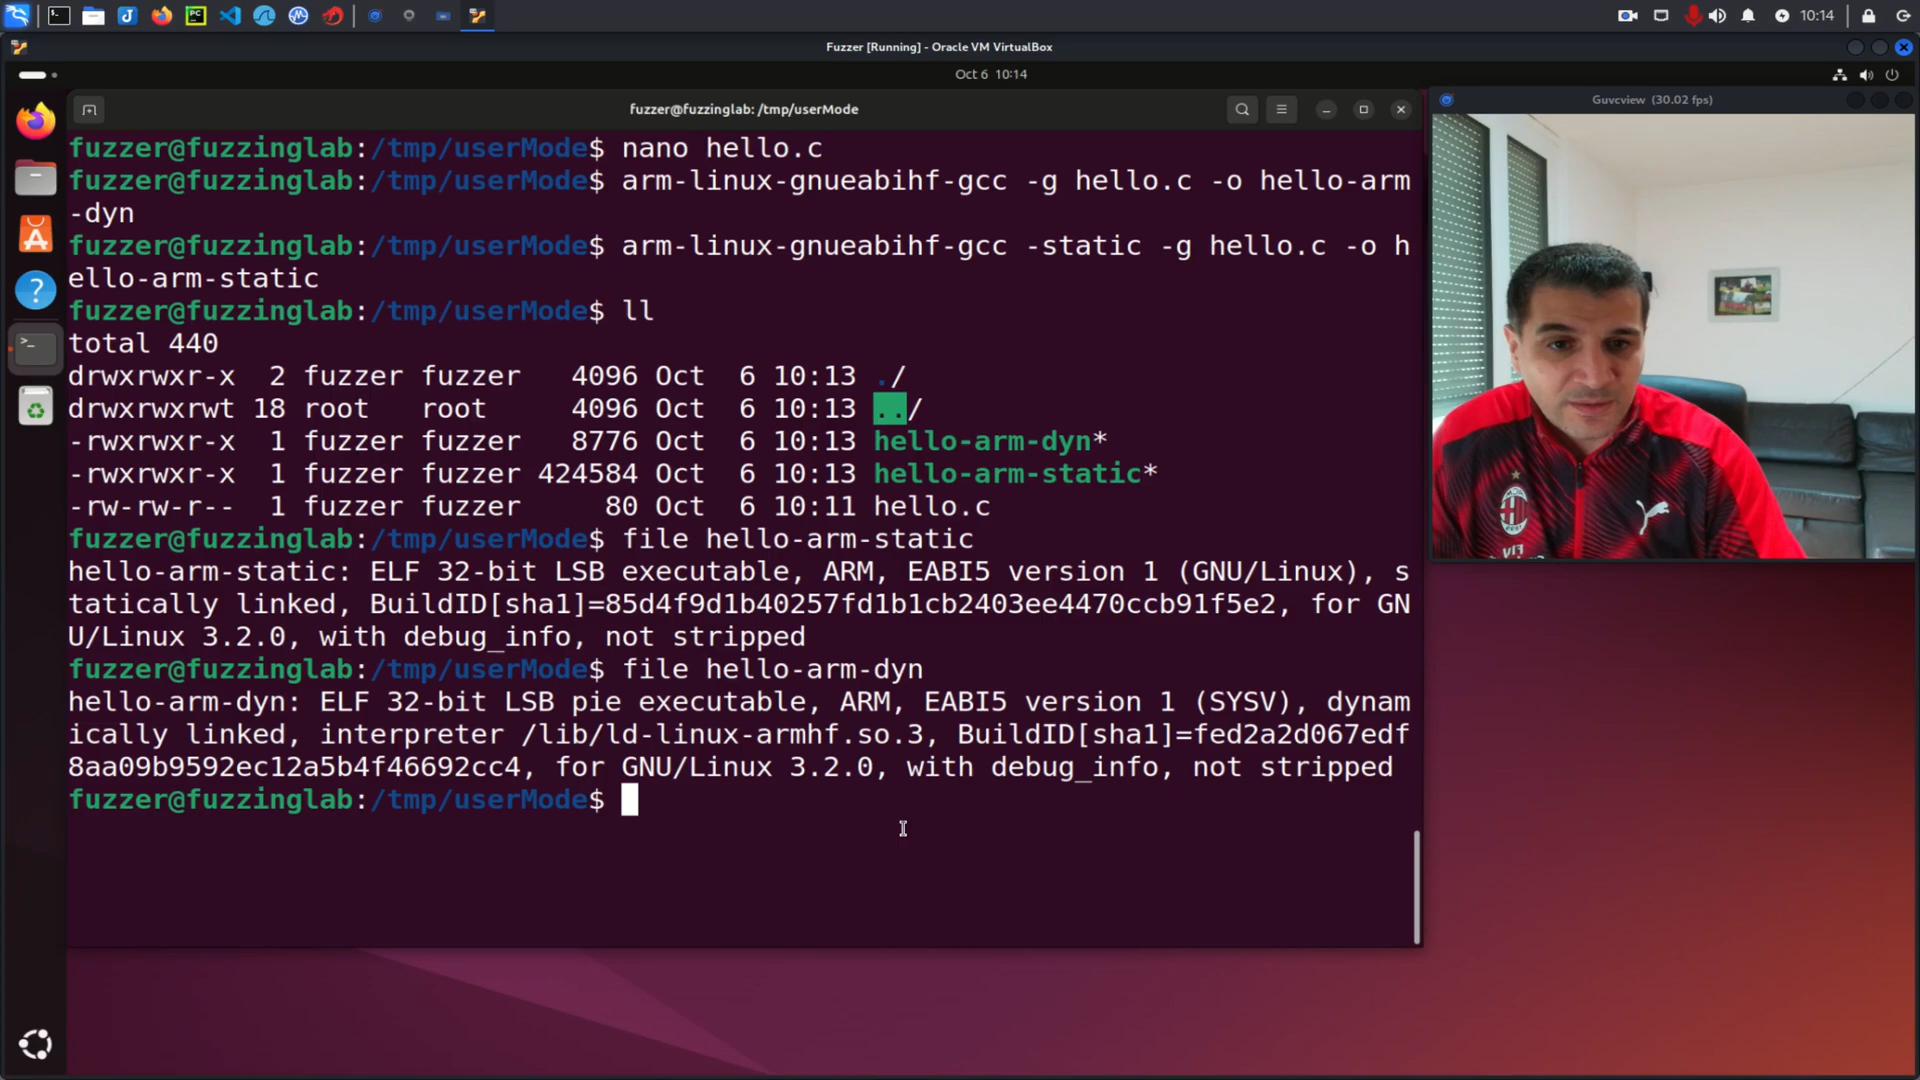 10:14
Fuzzer [Running] - Oracle VM VirtualBox
Oct 6 10:14
fuzzer@fuzzinglab: /tmp/userMode
Guvcview (30.02 fps)
fuzzer@fuzzinglab:/tmp/userMode$ nano hello.c
fuzzer@fuzzinglab:/tmp/userMode$ arm-linux-gnueabihf-gcc -g hello.c -o hello-arm
-dyn
fuzzer@fuzzinglab:/tmp/userMode$ arm-linux-gnueabihf-gcc -static -g hello.c -o h
ello-arm-static
fuzzer@fuzzinglab:/tmp/userMode$ ll
total 440
drwxrwxr-x 2 fuzzer fuzzer 4096 Oct 6 10:13 ./
drwxrwxrwt 18 root root 4096 Oct 6 10:13 ../
-rwxrwxr-x 1 fuzzer fuzzer 8776 Oct 6 10:13 hello-arm-dyn*
-rwxrwxr-x 1 fuzzer fuzzer 424584 Oct 6 10:13 hello-arm-static*
-rw-rw-r-- 1 fuzzer fuzzer 80 Oct 6 10:11 hello.c
fuzzer@fuzzinglab:/tmp/userMode$ file hello-arm-static
hello-arm-static: ELF 32-bit LSB executable, ARM, EABI5 version 1 (GNU/Linux), s
tatically linked, BuildID[sha1]=85d4f9d1b40257fd1b1cb2403ee4470ccb91f5e2, for GN
U/Linux 3.2.0, with debug_info, not stripped
fuzzer@fuzzinglab:/tmp/userMode$ file hello-arm-dyn
hello-arm-dyn: ELF 32-bit LSB pie executable, ARM, EABI5 version 1 (SYSV), dynam
ically linked, interpreter /lib/ld-linux-armhf.so.3, BuildID[sha1]=fed2a2d067edf
8aa09b9592ec12a5b4f46692cc4, for GNU/Linux 3.2.0, with debug_info, not stripped
fuzzer@fuzzinglab:/tmp/userMode$